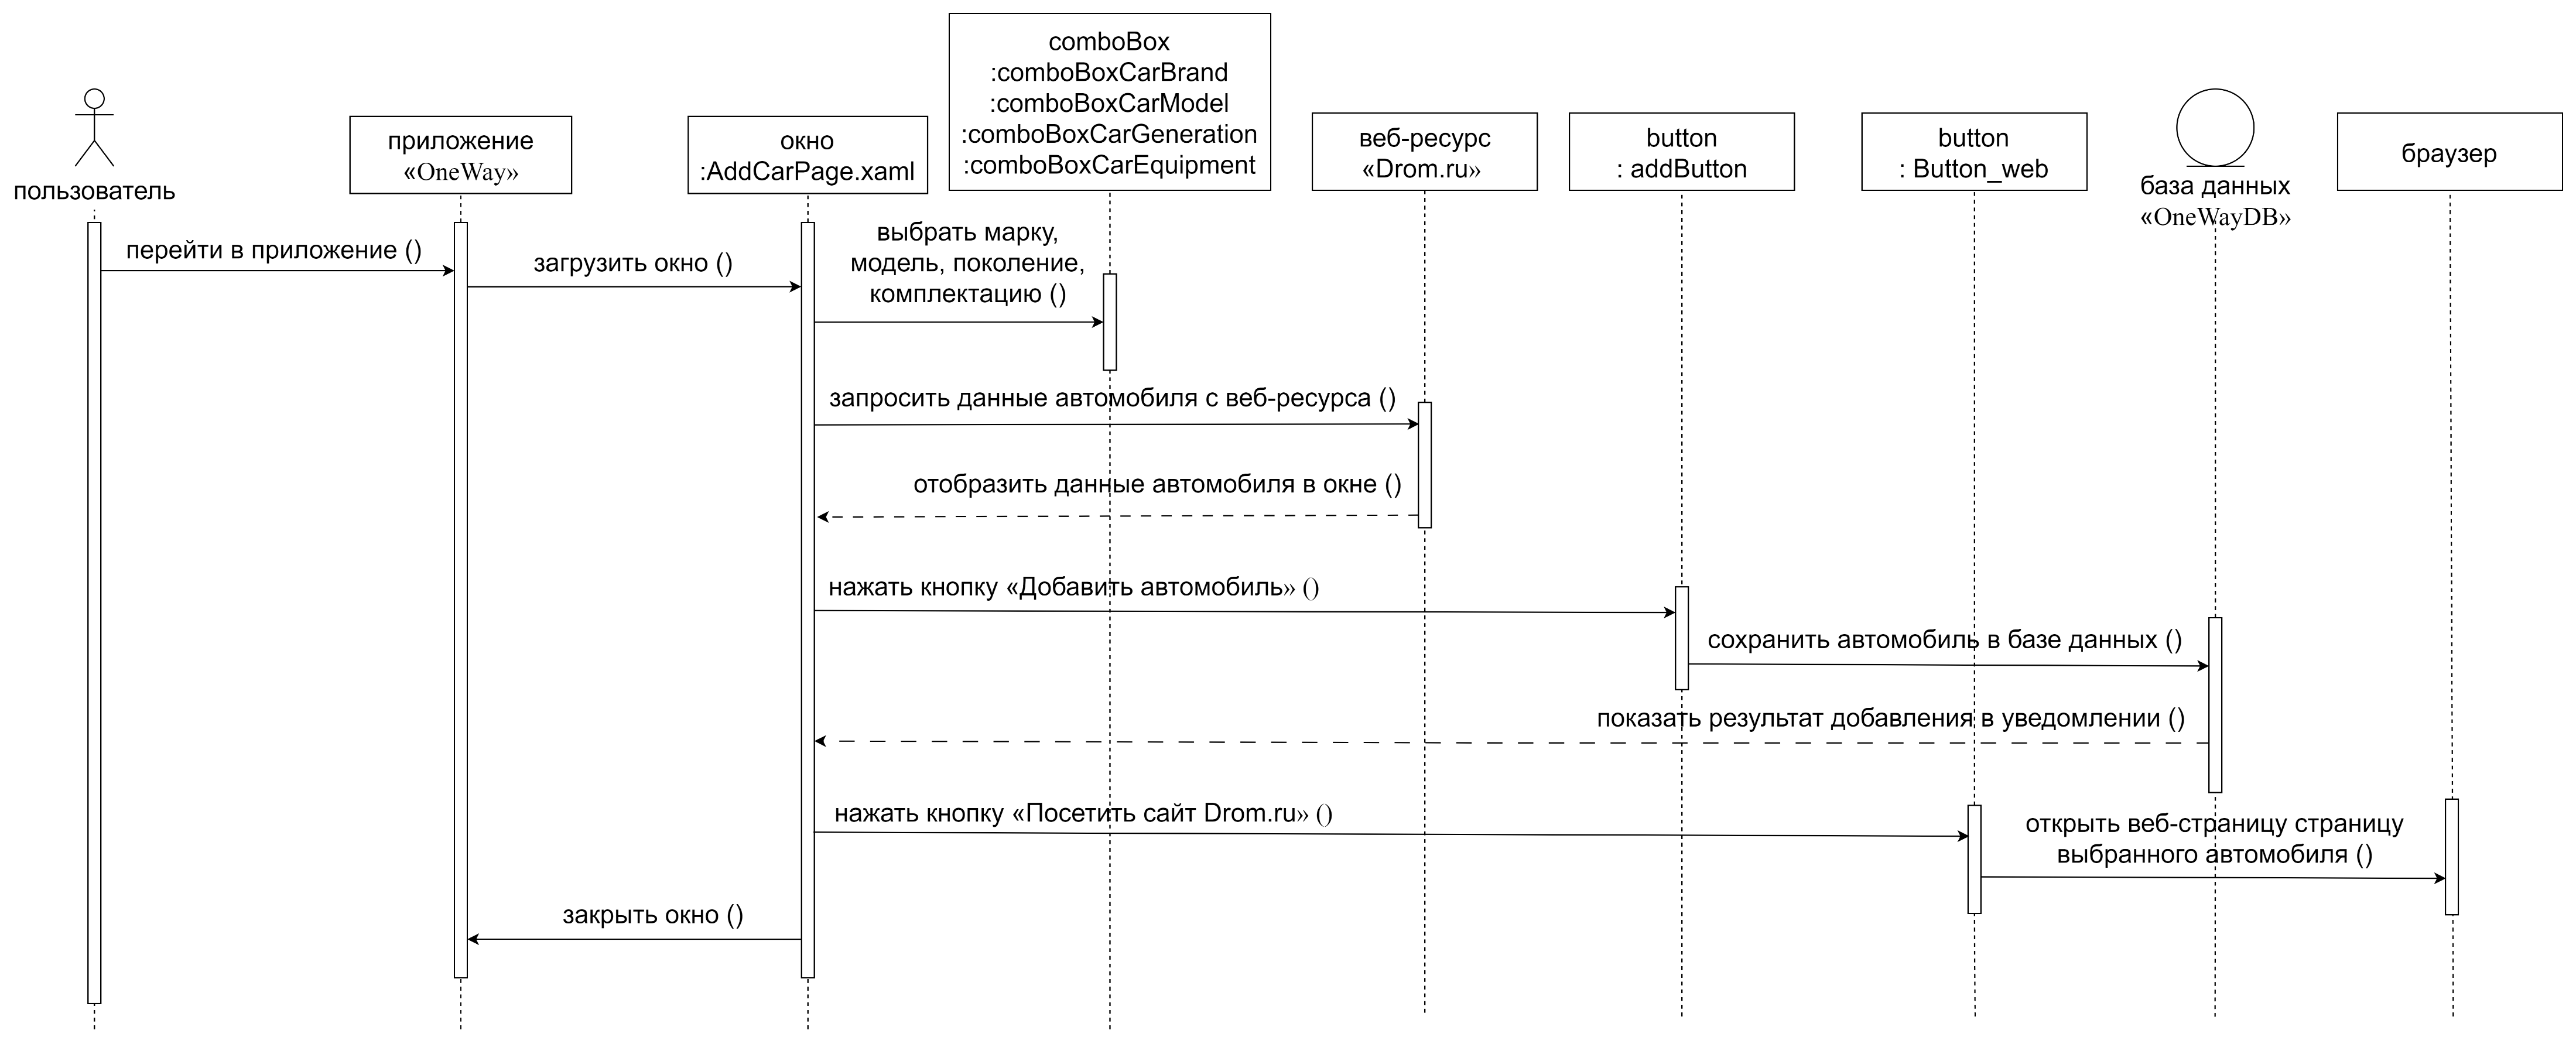 пользователь
приложение
«OneWay»
окно
:AddCarPage.xaml
comboBox
:comboBoxCarBrand
:comboBoxCarModel
:comboBoxCarGeneration
:comboBoxCarEquipment
веб-ресурс
«Drom.ru»
button
: addButton
button
: Button_web
база данных
«OneWayDB»
браузер
перейти в приложение ()
загрузить окно ()
выбрать марку,
модель, поколение,
комплектацию ()
запросить данные автомобиля с веб-ресурса ()
отобразить данные автомобиля в окне ()
нажать кнопку «Добавить автомобиль» ()
сохранить автомобиль в базе данных ()
показать результат добавления в уведомлении ()
нажать кнопку «Посетить сайт Drom.ru» ()
открыть веб-страницу страницу
выбранного автомобиля ()
закрыть окно ()